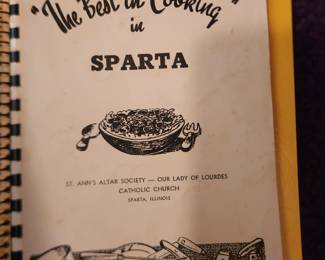 "The Best in Cooking"
in
SPARTA
ST. ANN'S ALTAR SOCIETY — OUR LADY OF LOURDES
CATHOLIC CHURCH
SPARTA, ILLINOIS